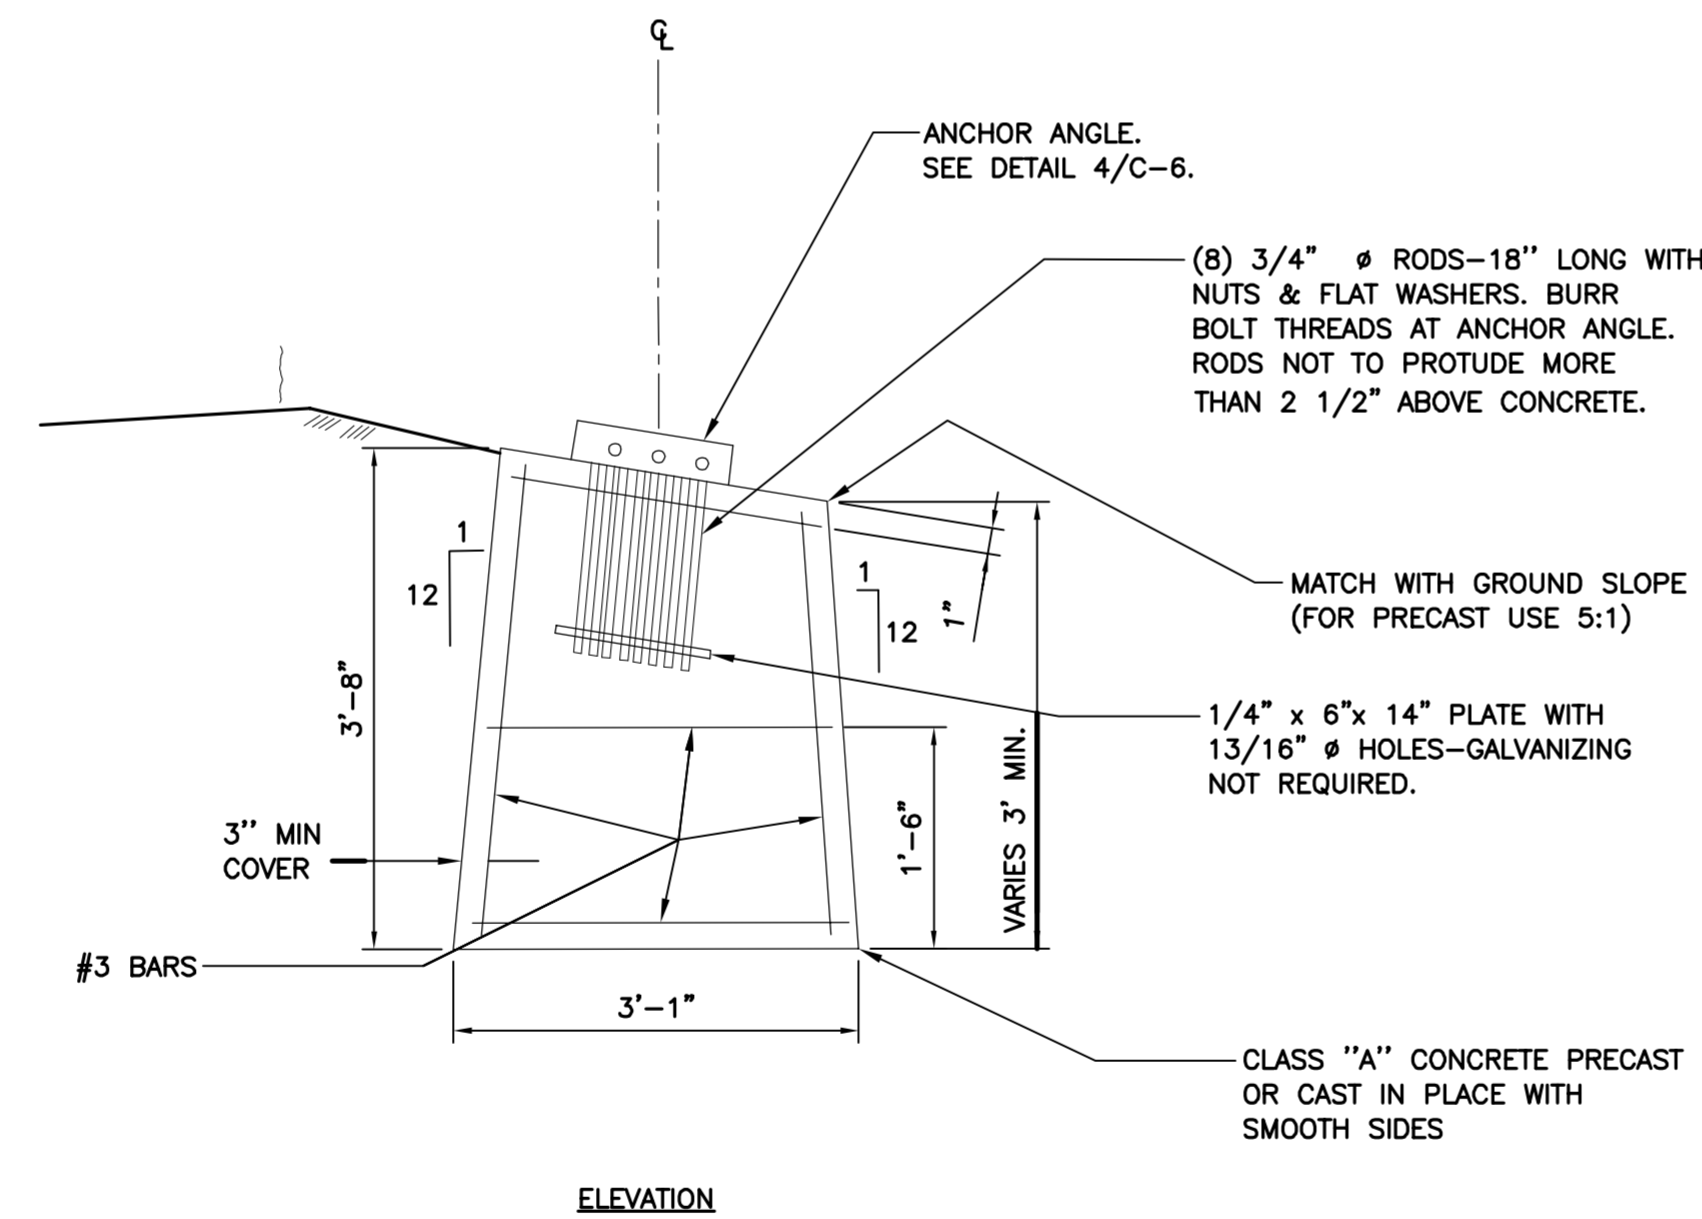 ℄
ANCHOR ANGLE.
SEE DETAIL 4/C-6.
(8) 3/4" ø RODS-18'' LONG WITH
NUTS & FLAT WASHERS. BURR
BOLT THREADS AT ANCHOR ANGLE.
RODS NOT TO PROTUDE MORE
THAN 2 1/2" ABOVE CONCRETE.
1
12
1
12
1"
MATCH WITH GROUND SLOPE
(FOR PRECAST USE 5:1)
3'-8"
1/4" x 6"x 14" PLATE WITH
13/16" ø HOLES-GALVANIZING
NOT REQUIRED.
VARIES 3' MIN.
1'-6"
3'' MIN
COVER
#3 BARS
3'-1"
CLASS ''A'' CONCRETE PRECAST
OR CAST IN PLACE WITH
SMOOTH SIDES
ELEVATION